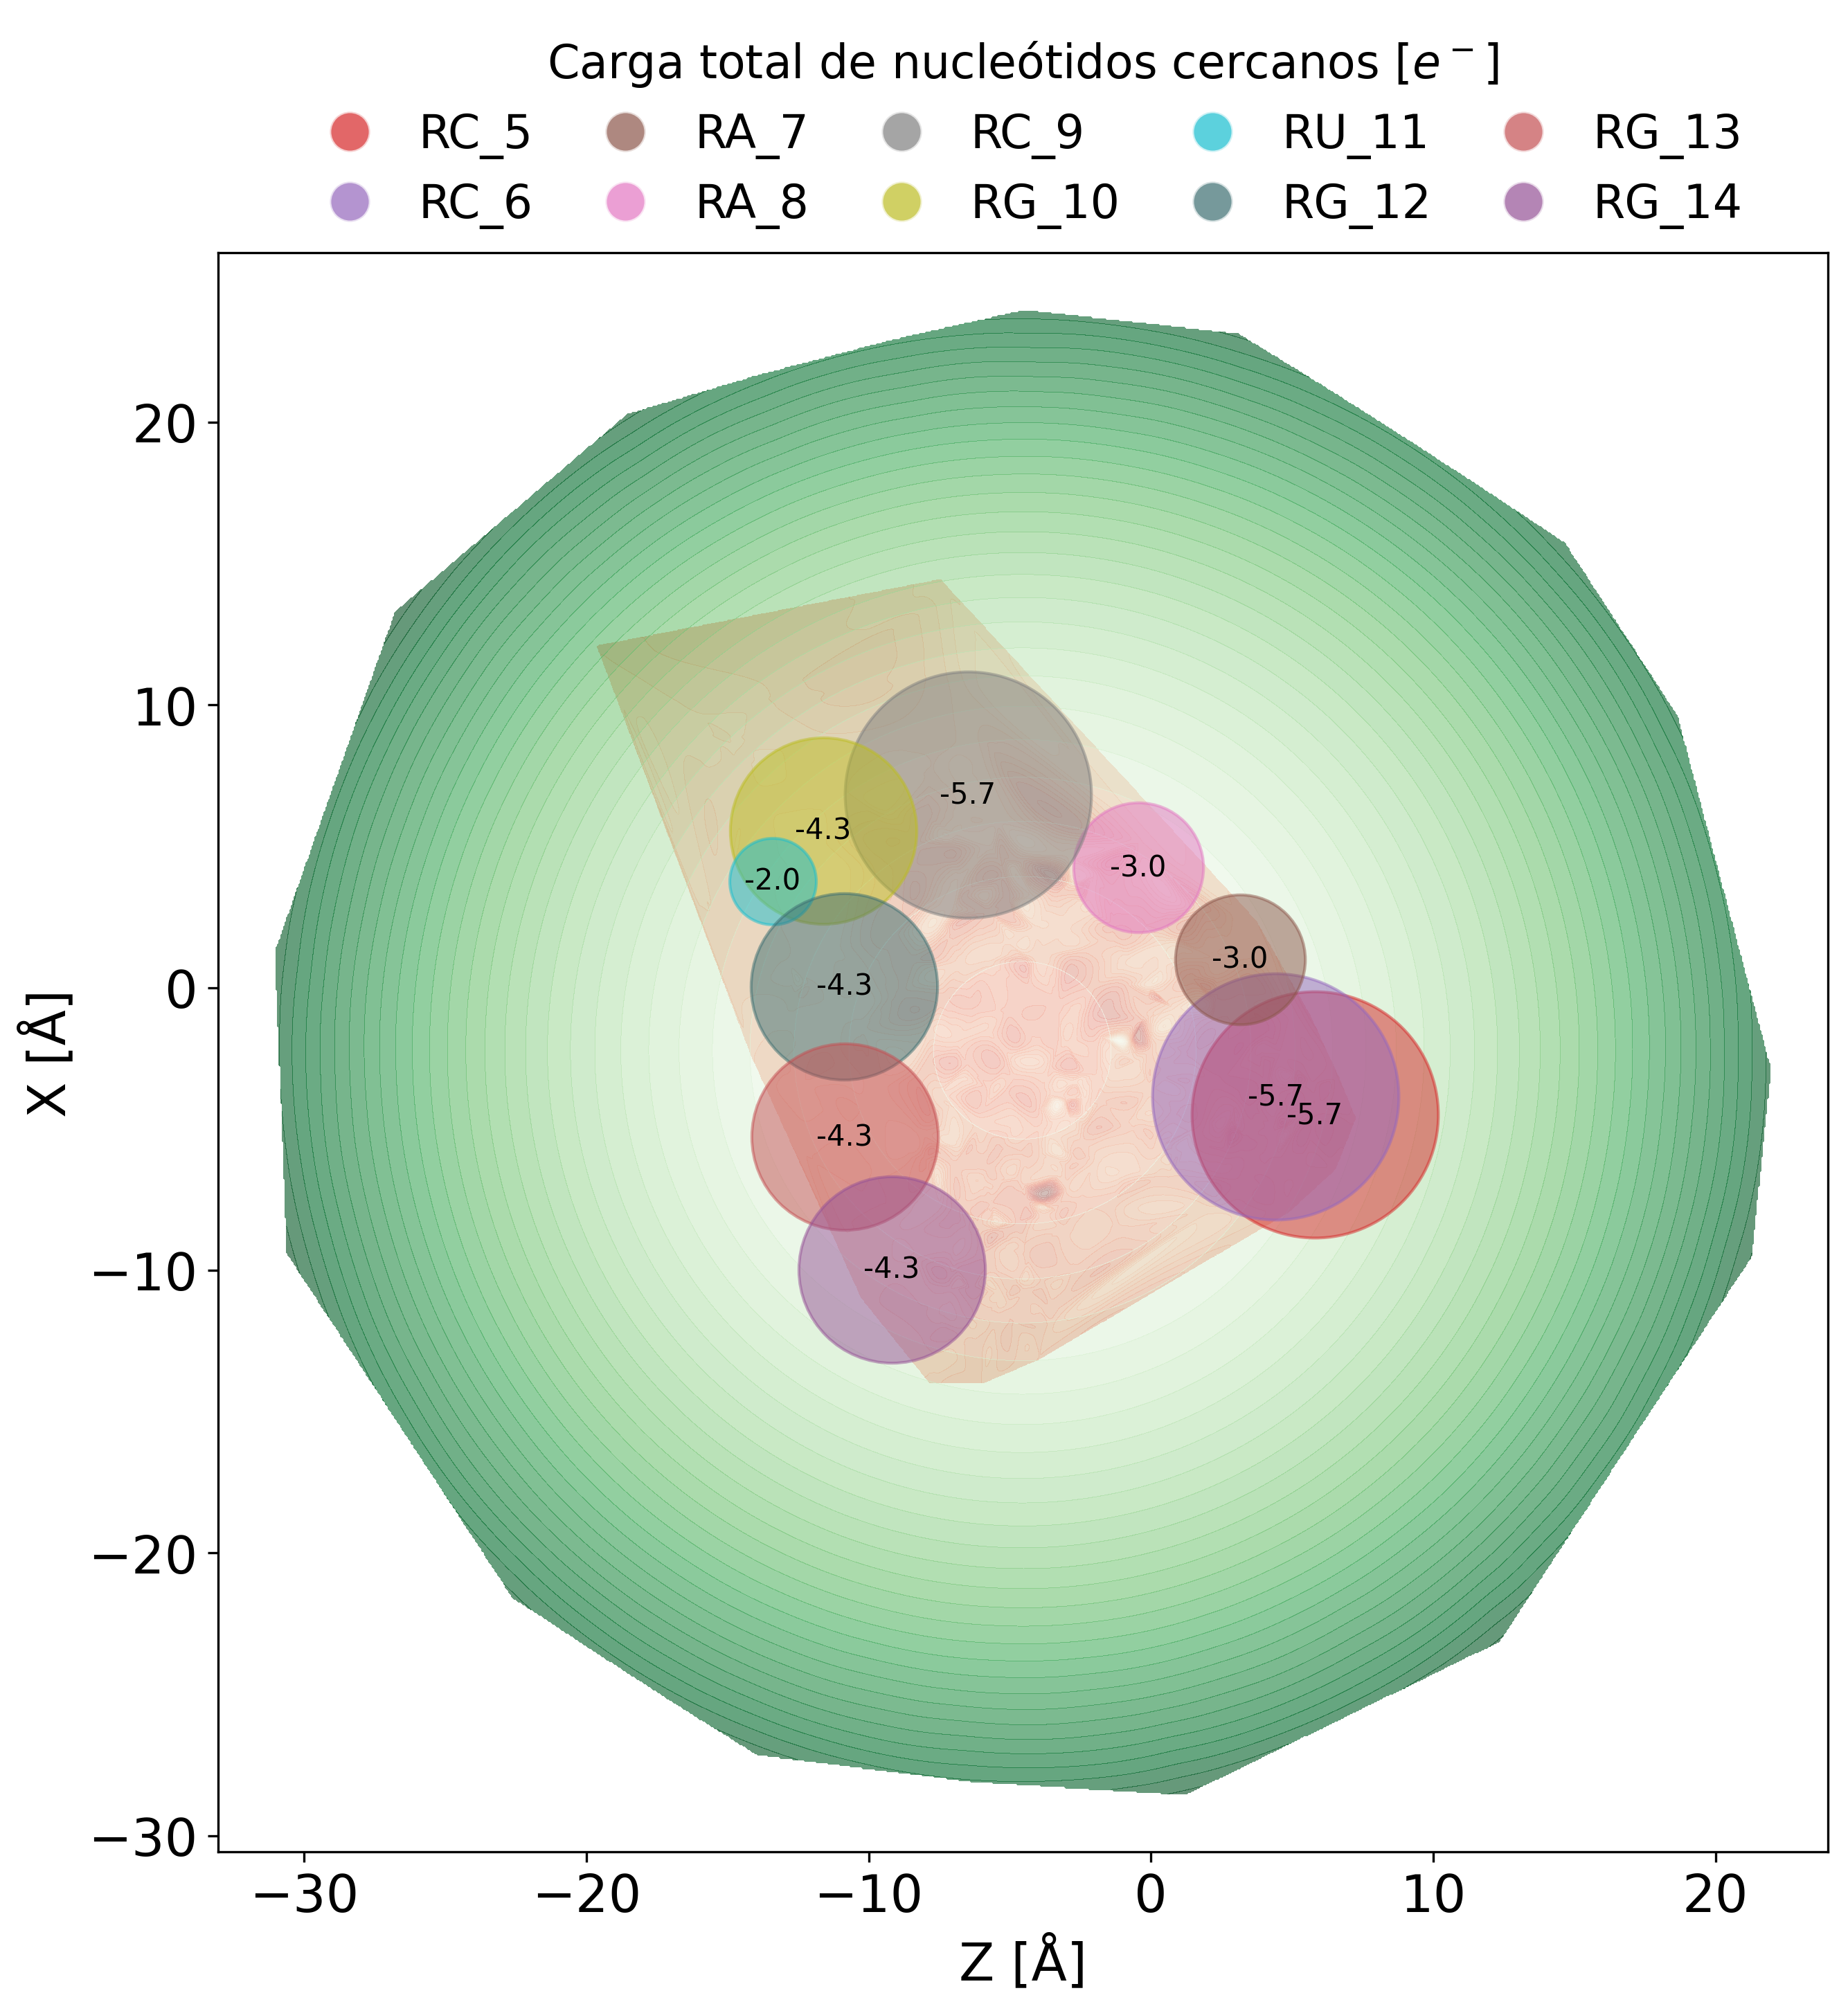 Carga total de nucleótidos cercanos [e⁻]
RC_5 RA_7 RC_9 RU_11 RG_13
RC_6 RA_8 RG_10 RG_12 RG_14
20
10
0
−10
−20
−30
X [Å]
-5.7
-4.3
-3.0
-2.0
-3.0
-4.3
-5.7
-5.7
-4.3
-4.3
−30 −20 −10 0 10 20
Z [Å]